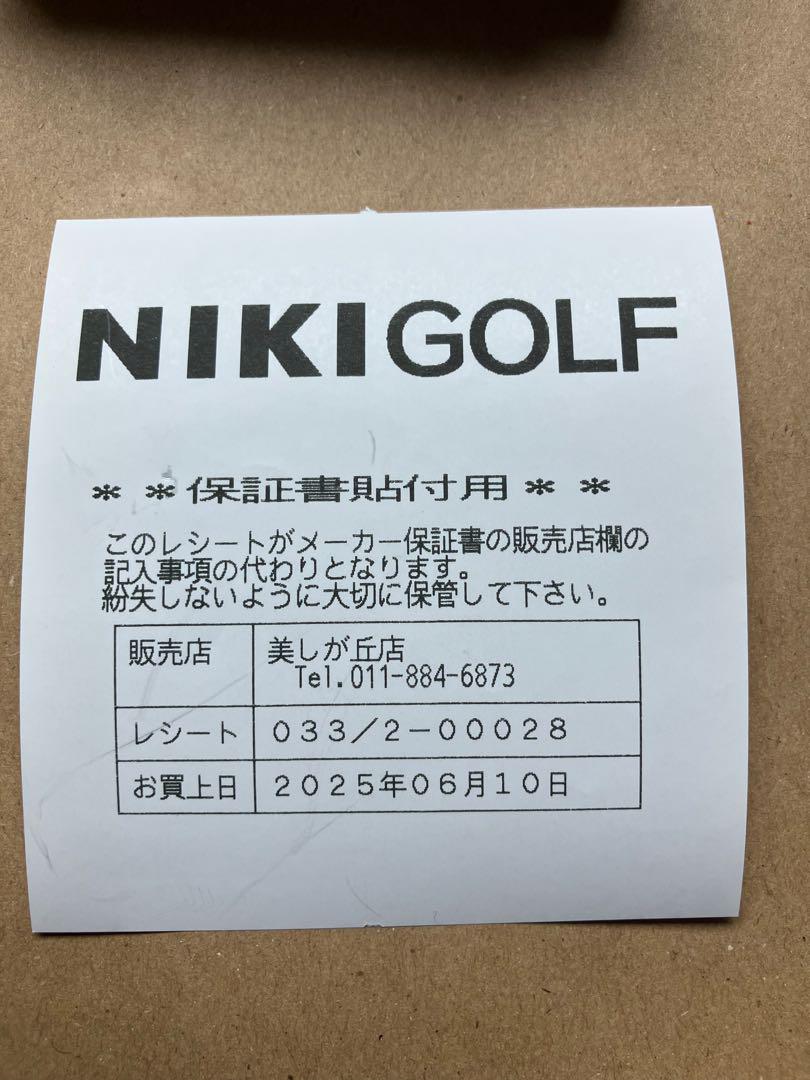 NIKIGOLF
＊ ＊保証書貼付用＊ ＊
このレシートがメーカー保証書の販売店欄の
記入事項の代わりとなります。
紛失しないように大切に保管して下さい。
販売店 美しが丘店
Tel.011-884-6873
レシート ０３３／２－０００２８
お買上日 ２０２５年０６月１０日